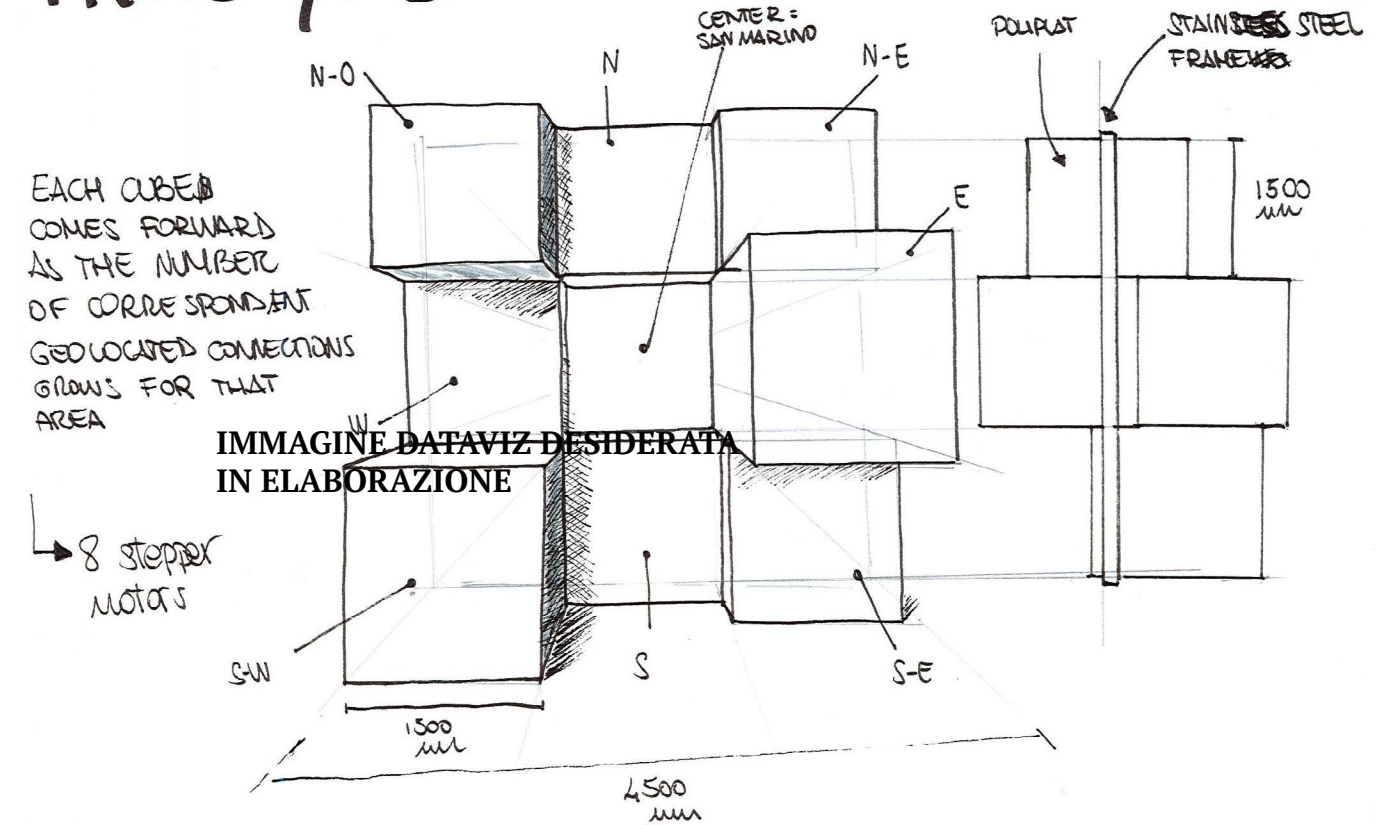 CENTER =
SAN MARINO
POLIPLAT
STAINLESS STEEL
FRAME
N-O
N
N-E
EACH CUBE
COMES FORWARD
AS THE NUMBER
OF CORRESPONDENT
GEOLOCATED CONNECTIONS
GROWS FOR THAT
AREA
E
1500
mm
W
IMMAGINE DATAVIZ DESIDERATA
IN ELABORAZIONE
8 stepper
motors
S-W
S
S-E
1500
mm
4500
mm